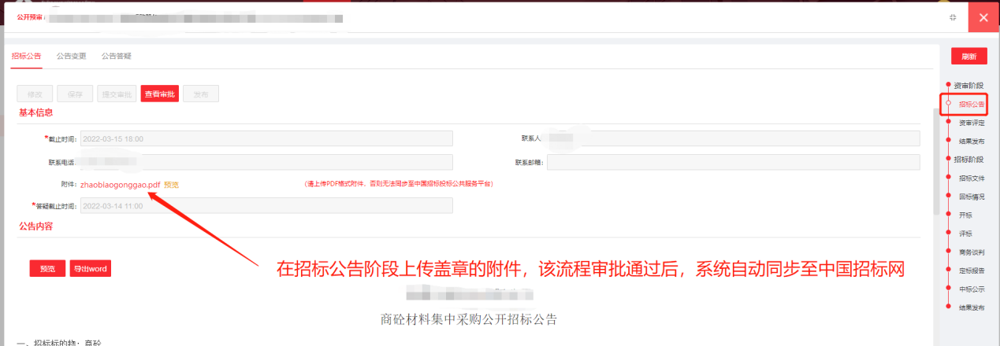 公开预审
招标公告 公告变更 公告答疑
刷新
修改 保存 提交审批 查看审批 发布
基本信息
*截止时间: 2022-03-15 18:00 联系人
联系电话: 联系邮箱:
附件: zhaobiaogonggao.pdf 预览 (请上传PDF格式附件，否则无法同步至中国招标投标公共服务平台)
*答疑截止时间: 2022-03-14 11:00
公告内容
预览 导出word
在招标公告阶段上传盖章的附件，该流程审批通过后，系统自动同步至中国招标网
商砼材料集中采购公开招标公告
一、招标标的物：商砼
资审阶段
招标公告
资审评定
结果发布
招标阶段
招标文件
回标情况
开标
评标
商务谈判
定标报告
中标公示
结果发布